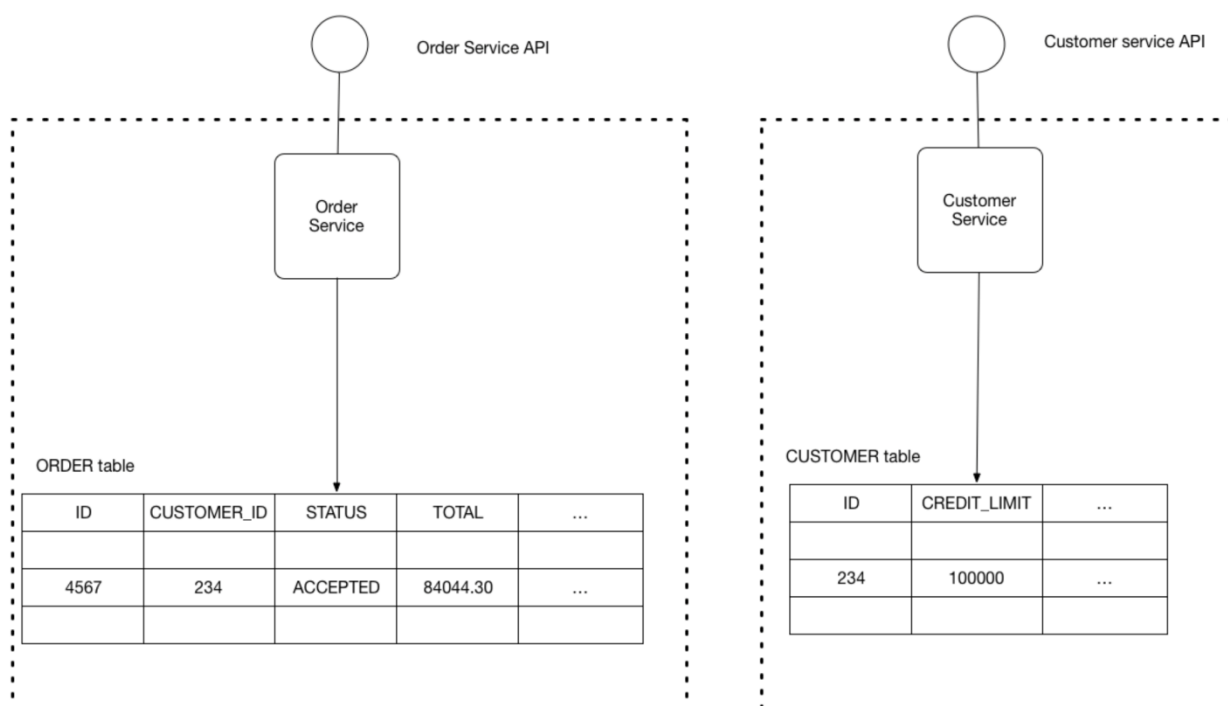 Order Service API
Customer service API
Order
Service
Customer
Service
ORDER table
ID CUSTOMER_ID STATUS TOTAL ...
4567 234 ACCEPTED 84044.30 ...
CUSTOMER table
ID CREDIT_LIMIT ...
234 100000 ...